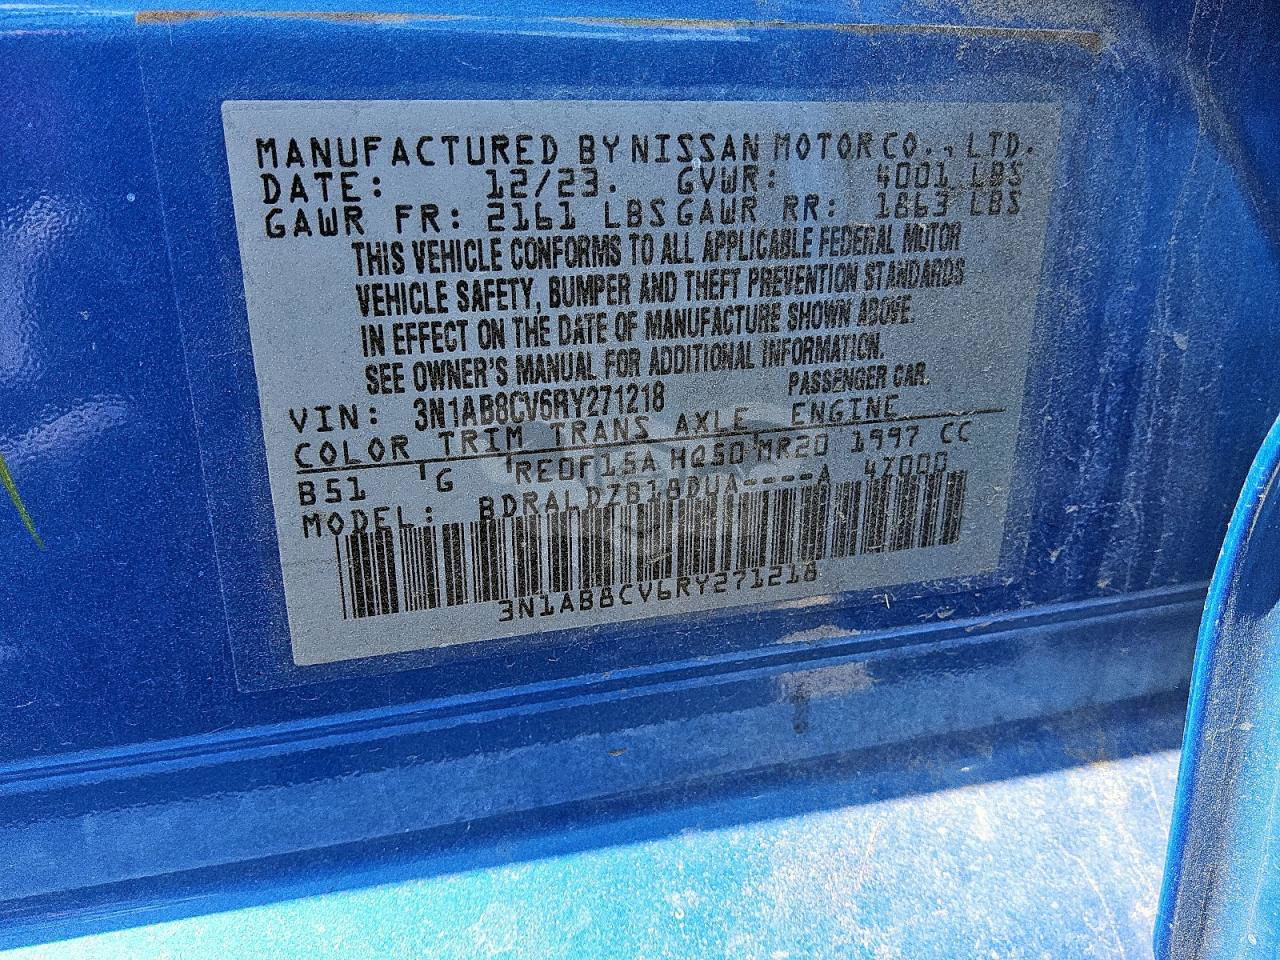 MANUFACTURED BY NISSAN MOTOR CO., LTD.
DATE: 12/23. GVWR: 4001 LBS
GAWR FR: 2161 LBS GAWR RR: 1863 LBS
THIS VEHICLE CONFORMS TO ALL APPLICABLE FEDERAL MOTOR
VEHICLE SAFETY, BUMPER AND THEFT PREVENTION STANDARDS
IN EFFECT ON THE DATE OF MANUFACTURE SHOWN ABOVE.
SEE OWNER'S MANUAL FOR ADDITIONAL INFORMATION.
VIN: 3N1AB8CV6RY271218 PASSENGER CAR.
COLOR TRIM TRANS AXLE ENGINE
B51 G RE0F15A HQ50 MR20 1997 CC
MODEL: BDRALDZB18DUA----A 4Z000
3N1AB8CV6RY271218